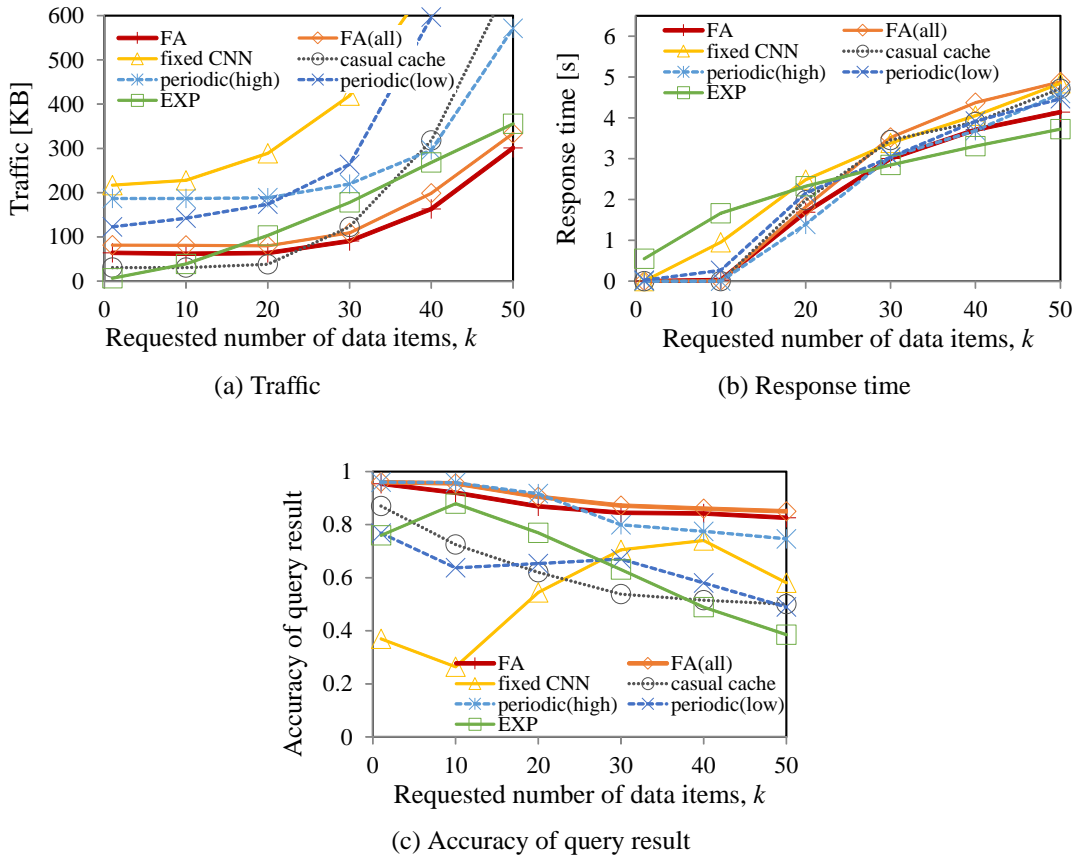 600
500
400
300
200
100
0
Traffic [KB]
FA
FA(all)
fixed CNN
casual cache
periodic(high)
periodic(low)
EXP
0 10 20 30 40 50
Requested number of data items, k
(a) Traffic
7
6
5
4
3
2
1
0
Response time [s]
FA
FA(all)
fixed CNN
casual cache
periodic(high)
periodic(low)
EXP
0 10 20 30 40 50
Requested number of data items, k
(b) Response time
1
0.8
0.6
0.4
0.2
0
Accuracy of query result
FA
FA(all)
fixed CNN
casual cache
periodic(high)
periodic(low)
EXP
0 10 20 30 40 50
Requested number of data items, k
(c) Accuracy of query result